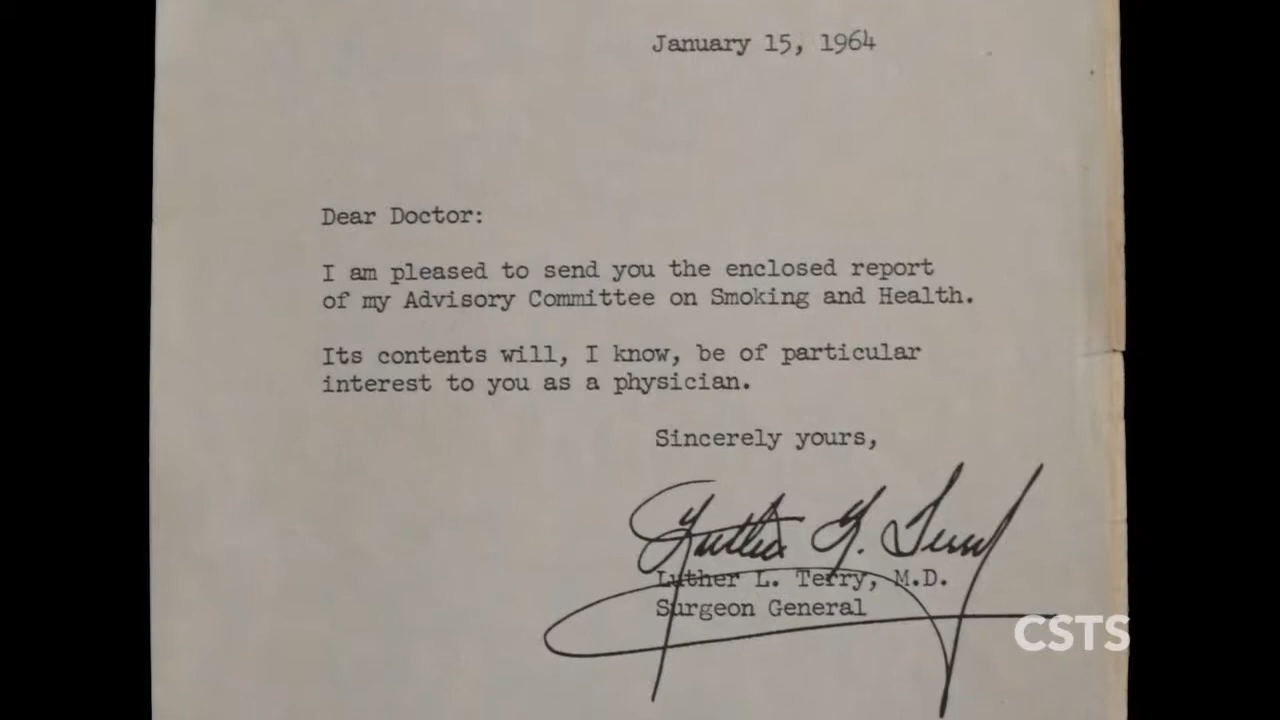 January 15, 1964
Dear Doctor:
I am pleased to send you the enclosed report
of my Advisory Committee on Smoking and Health.
Its contents will, I know, be of particular
interest to you as a physician.
Sincerely yours,
Luther L. Terry
Luther L. Terry, M.D.
Surgeon General
CSTS